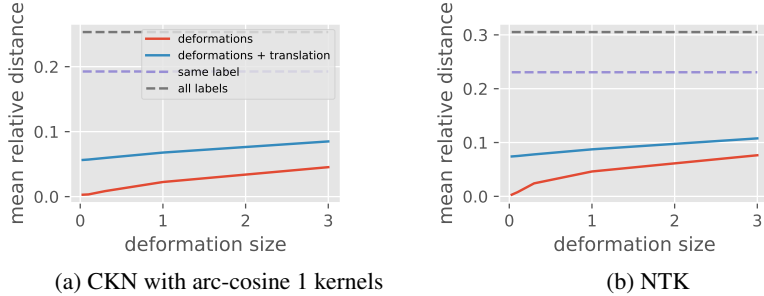 mean relative distance
0.2
0.1
0.0
deformations
deformations + translation
same label
all labels
0 1 2 3
deformation size
(a) CKN with arc-cosine 1 kernels
mean relative distance
0.3
0.2
0.1
0.0
0 1 2 3
deformation size
(b) NTK